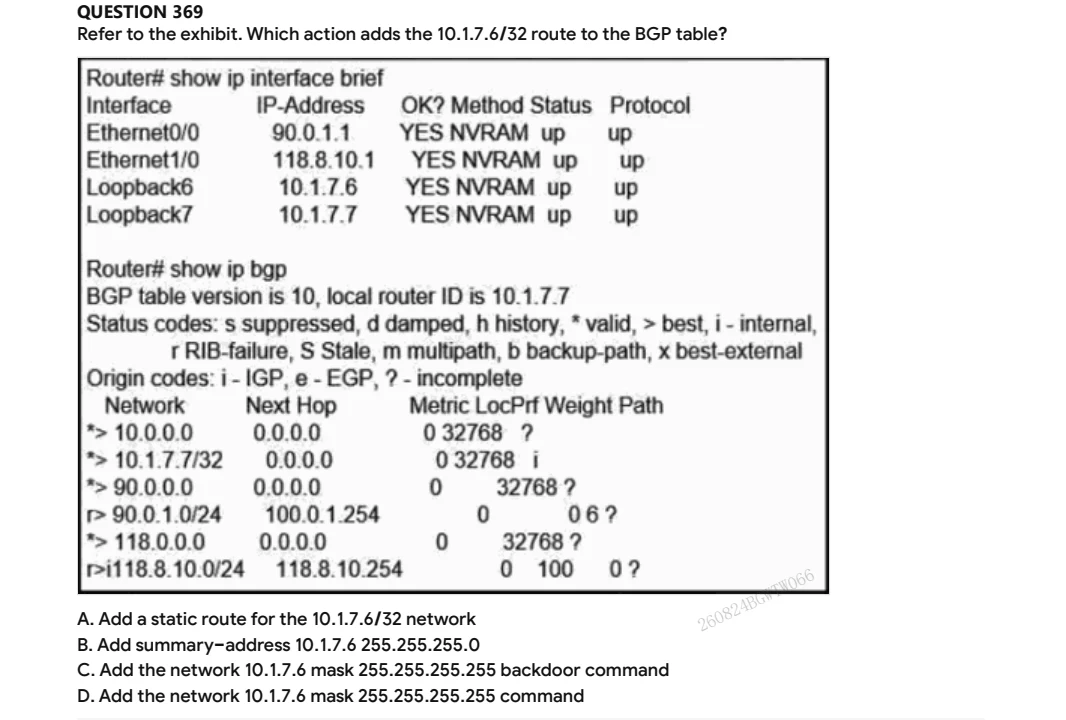 QUESTION 369
Refer to the exhibit. Which action adds the 10.1.7.6/32 route to the BGP table?
Router# show ip interface brief
Interface IP-Address OK? Method Status Protocol
Ethernet0/0 90.0.1.1 YES NVRAM up up
Ethernet1/0 118.8.10.1 YES NVRAM up up
Loopback6 10.1.7.6 YES NVRAM up up
Loopback7 10.1.7.7 YES NVRAM up up
Router# show ip bgp
BGP table version is 10, local router ID is 10.1.7.7
Status codes: s suppressed, d damped, h history, * valid, > best, i - internal,
r RIB-failure, S Stale, m multipath, b backup-path, x best-external
Origin codes: i - IGP, e - EGP, ? - incomplete
Network Next Hop Metric LocPrf Weight Path
*> 10.0.0.0 0.0.0.0 0 32768 ?
*> 10.1.7.7/32 0.0.0.0 0 32768 i
*> 90.0.0.0 0.0.0.0 0 32768 ?
r> 90.0.1.0/24 100.0.1.254 0 0 6 ?
*> 118.0.0.0 0.0.0.0 0 32768 ?
r>i118.8.10.0/24 118.8.10.254 0 100 0 ?
A. Add a static route for the 10.1.7.6/32 network
B. Add summary-address 10.1.7.6 255.255.255.0
C. Add the network 10.1.7.6 mask 255.255.255.255 backdoor command
D. Add the network 10.1.7.6 mask 255.255.255.255 command